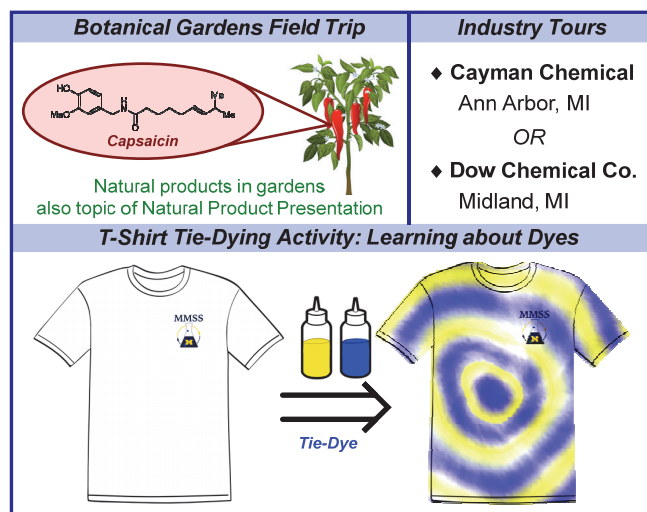 Botanical Gardens Field Trip
HO
MeO
H
N
O
Me
Me
Capsaicin
Natural products in gardens
also topic of Natural Product Presentation
Industry Tours
♦ Cayman Chemical
Ann Arbor, MI
OR
♦ Dow Chemical Co.
Midland, MI
T-Shirt Tie-Dying Activity: Learning about Dyes
MMSS
M
Tie-Dye
MMSS
M